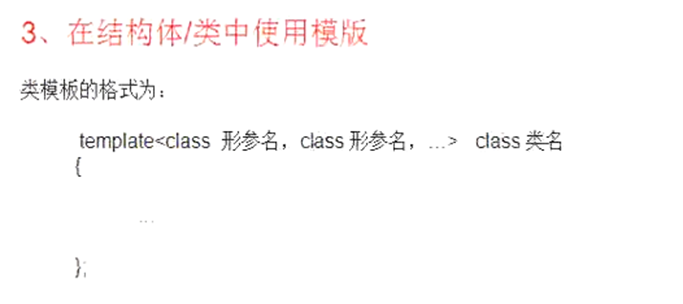 3、在结构体/类中使用模版
类模板的格式为：
template<class 形参名，class 形参名，…> class 类名
{
...
};